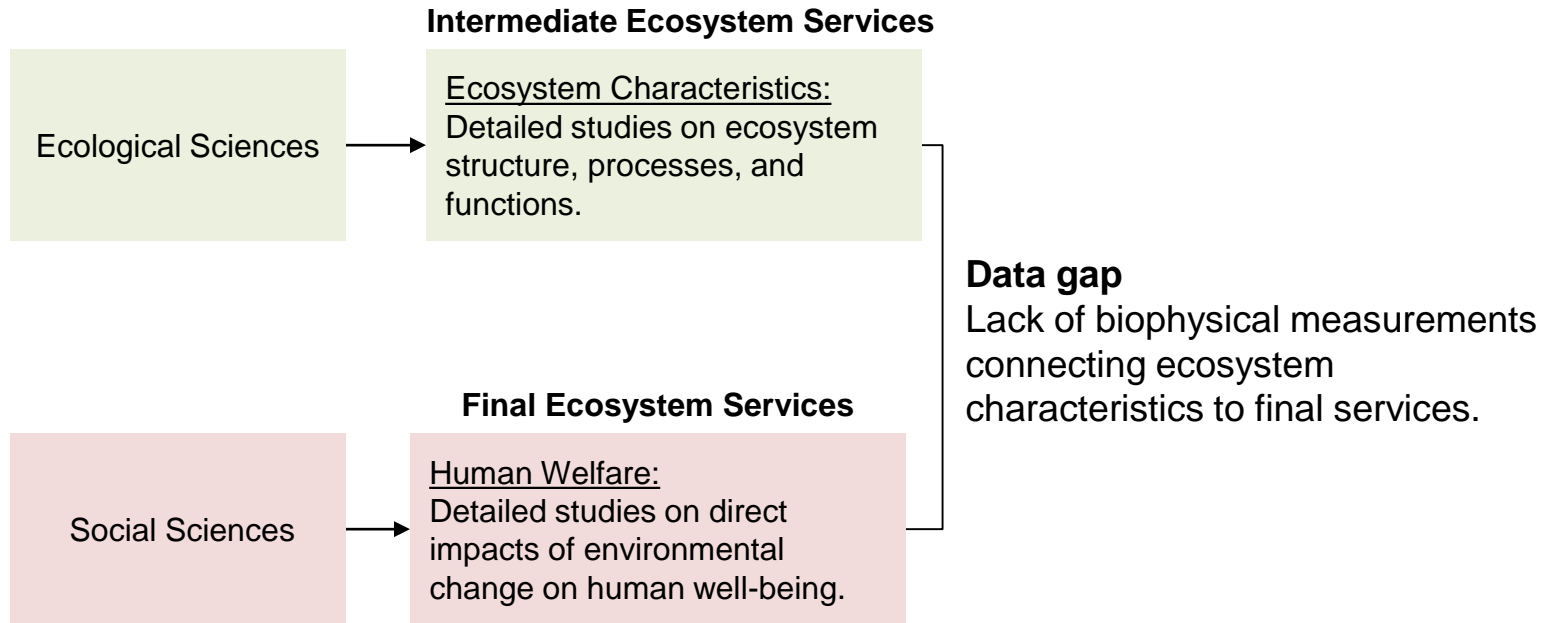 Intermediate Ecosystem Services
Ecological Sciences
Ecosystem Characteristics:
Detailed studies on ecosystem
structure, processes, and
functions.
Data gap
Lack of biophysical measurements
connecting ecosystem
characteristics to final services.
Final Ecosystem Services
Social Sciences
Human Welfare:
Detailed studies on direct
impacts of environmental
change on human well-being.